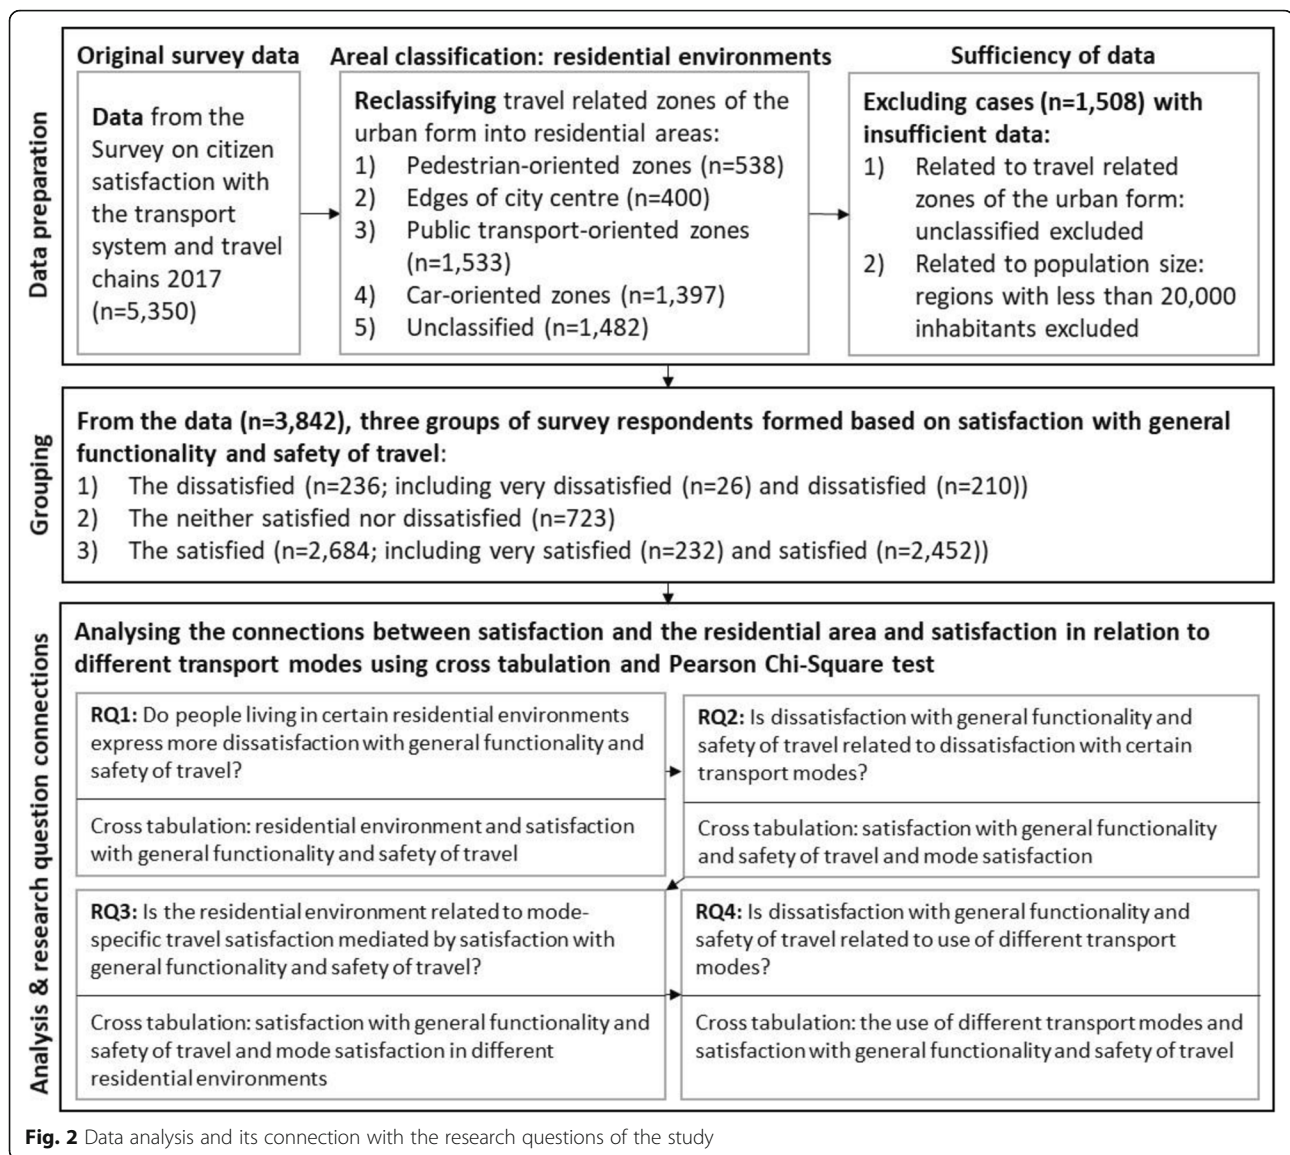 Data preparation
Original survey data
Data from the
Survey on citizen
satisfaction with
the transport
system and travel
chains 2017
(n=5,350)
Areal classification: residential environments
Reclassifying travel related zones of the
urban form into residential areas:
1) Pedestrian-oriented zones (n=538)
2) Edges of city centre (n=400)
3) Public transport-oriented zones
(n=1,533)
4) Car-oriented zones (n=1,397)
5) Unclassified (n=1,482)
Sufficiency of data
Excluding cases (n=1,508) with
insufficient data:
1) Related to travel related
zones of the urban form:
unclassified excluded
2) Related to population size:
regions with less than 20,000
inhabitants excluded
Grouping
From the data (n=3,842), three groups of survey respondents formed based on satisfaction with general
functionality and safety of travel:
1) The dissatisfied (n=236; including very dissatisfied (n=26) and dissatisfied (n=210))
2) The neither satisfied nor dissatisfied (n=723)
3) The satisfied (n=2,684; including very satisfied (n=232) and satisfied (n=2,452))
Analysis & research question connections
Analysing the connections between satisfaction and the residential area and satisfaction in relation to
different transport modes using cross tabulation and Pearson Chi-Square test
RQ1: Do people living in certain residential environments
express more dissatisfaction with general functionality and
safety of travel?
Cross tabulation: residential environment and satisfaction
with general functionality and safety of travel
RQ2: Is dissatisfaction with general functionality and
safety of travel related to dissatisfaction with certain
transport modes?
Cross tabulation: satisfaction with general functionality
and safety of travel and mode satisfaction
RQ3: Is the residential environment related to mode-
specific travel satisfaction mediated by satisfaction with
general functionality and safety of travel?
Cross tabulation: satisfaction with general functionality and
safety of travel and mode satisfaction in different
residential environments
RQ4: Is dissatisfaction with general functionality and
safety of travel related to use of different transport
modes?
Cross tabulation: the use of different transport modes and
satisfaction with general functionality and safety of travel
Fig. 2 Data analysis and its connection with the research questions of the study